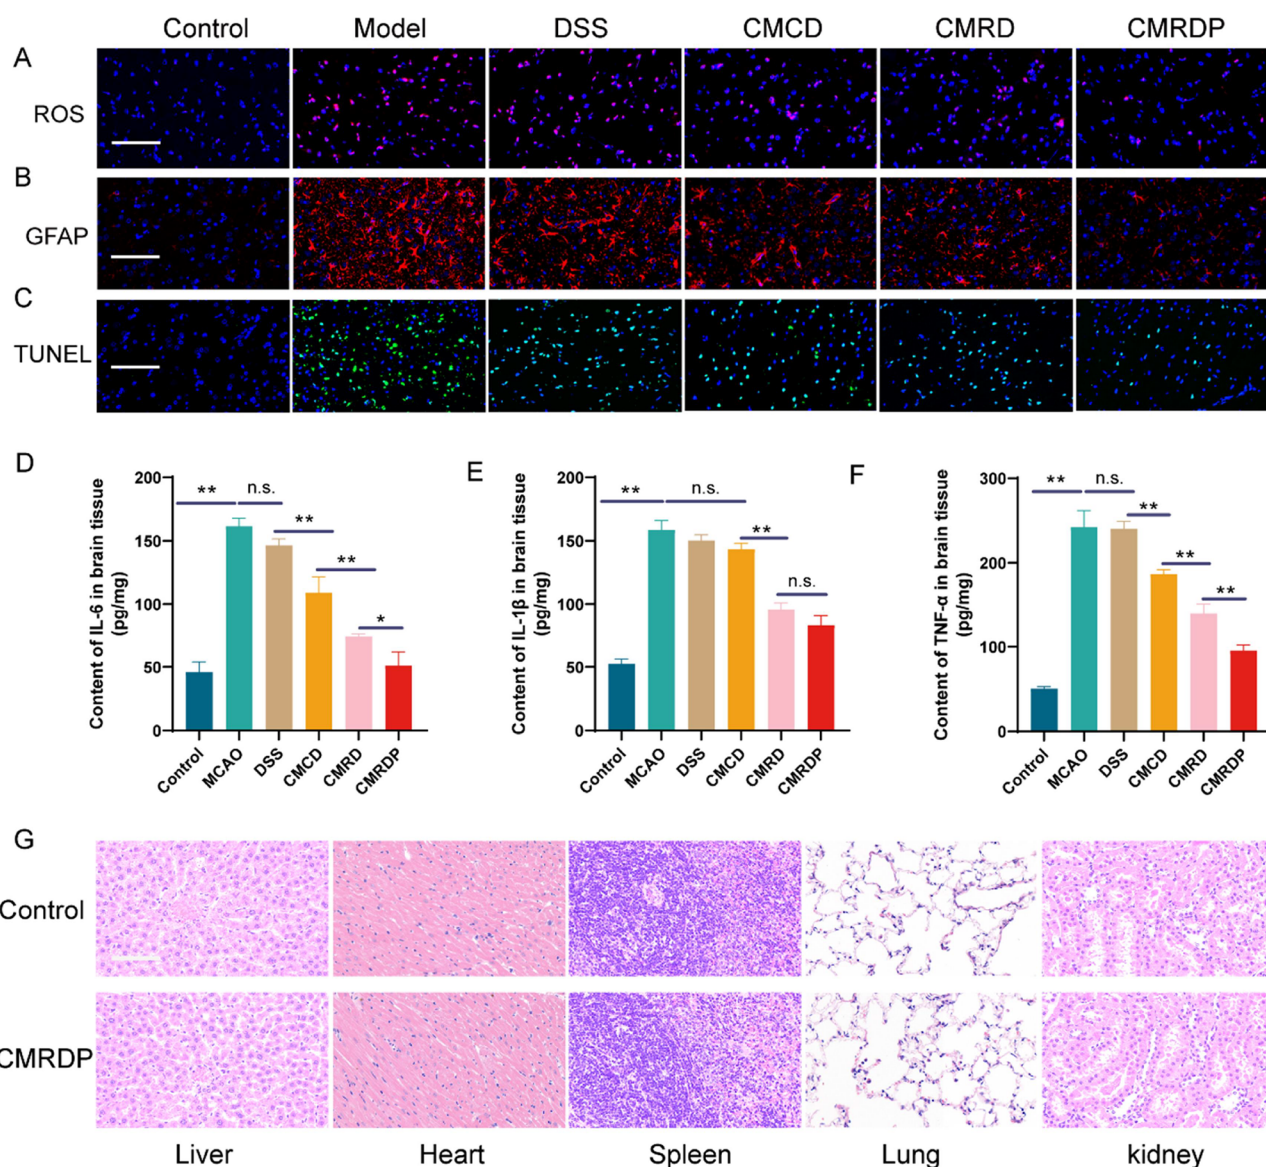 Control Model DSS CMCD CMRD CMRDP
A
ROS
B
GFAP
C
TUNEL
D
Content of IL-6 in brain tissue
(pg/mg)
200
150
100
50
0
** n.s.
**
**
*
Control MCAO DSS CMCD CMRD CMRDP
E
Content of IL-1β in brain tissue
(pg/mg)
200
150
100
50
0
** n.s.
**
n.s.
Control MCAO DSS CMCD CMRD CMRDP
F
Content of TNF-α in brain tissue
(pg/mg)
300
200
100
0
** n.s.
**
**
**
Control MCAO DSS CMCD CMRD CMRDP
G
Control
CMRDP
Liver Heart Spleen Lung kidney